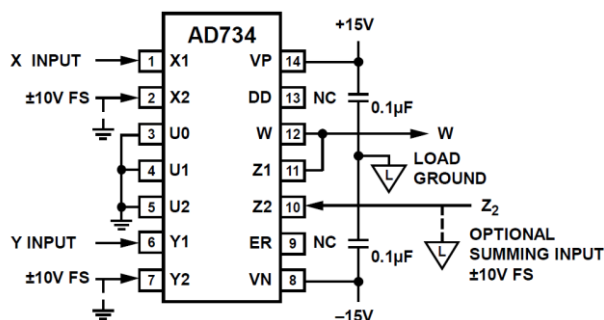 AD734
X INPUT
±10V FS
Y INPUT
±10V FS
1 X1
2 X2
3 U0
4 U1
5 U2
6 Y1
7 Y2
VP 14
DD 13 NC
W 12
Z1 11
Z2 10
ER 9 NC
VN 8
+15V
0.1µF
W
L LOAD
GROUND
Z2
L OPTIONAL
SUMMING INPUT
±10V FS
0.1µF
–15V